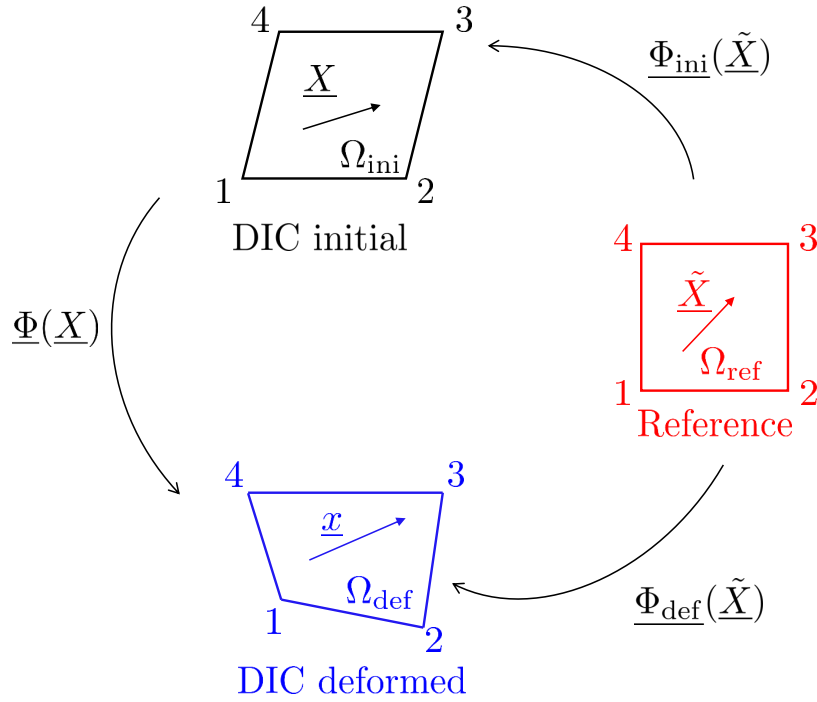 4 3
X
Ω_ini
1 2
DIC initial
Φ_ini(X̃)
4 3
X̃
Ω_ref
1 2
Reference
Φ(X)
4 3
x
Ω_def
1
2
DIC deformed
Φ_def(X̃)